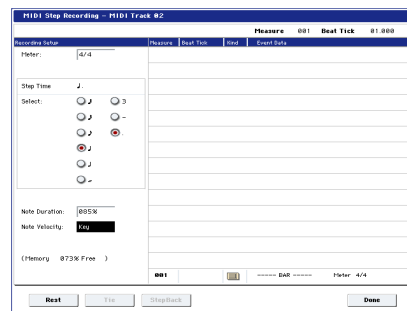 MIDI Step Recording - MIDI Track 02
Measure 001 Beat Tick 01.000
Recording Setup Measure Beat Tick Kind Event Data
Meter: 4/4
Step Time ♩.
Select: 3
Note Duration: 085%
Note Velocity: Key
(Memory 073% Free )
001 ----- BAR ----- Meter 4/4
Rest Tie StepBack Done